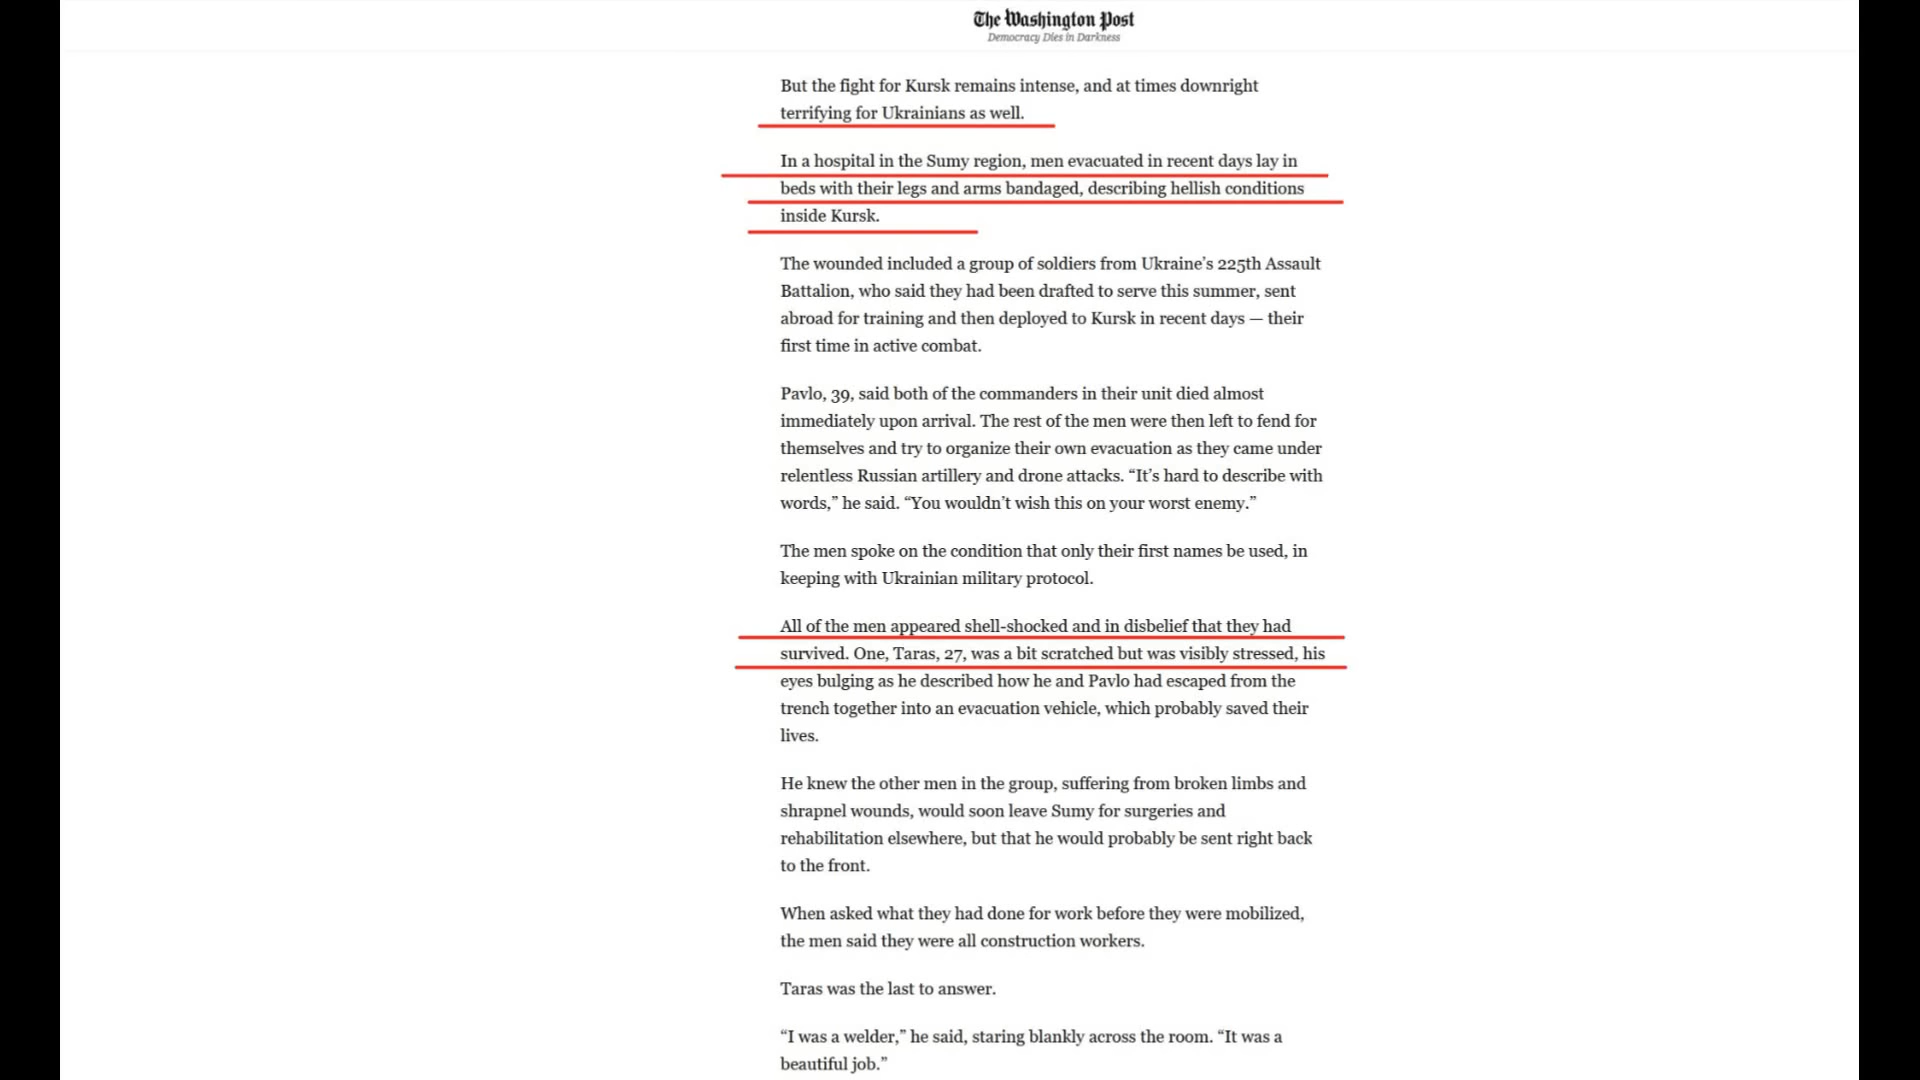 The Washington Post
Democracy Dies in Darkness
But the fight for Kursk remains intense, and at times downright
terrifying for Ukrainians as well.
In a hospital in the Sumy region, men evacuated in recent days lay in
beds with their legs and arms bandaged, describing hellish conditions
inside Kursk.
The wounded included a group of soldiers from Ukraine’s 225th Assault
Battalion, who said they had been drafted to serve this summer, sent
abroad for training and then deployed to Kursk in recent days — their
first time in active combat.
Pavlo, 39, said both of the commanders in their unit died almost
immediately upon arrival. The rest of the men were then left to fend for
themselves and try to organize their own evacuation as they came under
relentless Russian artillery and drone attacks. “It’s hard to describe with
words,” he said. “You wouldn’t wish this on your worst enemy.”
The men spoke on the condition that only their first names be used, in
keeping with Ukrainian military protocol.
All of the men appeared shell-shocked and in disbelief that they had
survived. One, Taras, 27, was a bit scratched but was visibly stressed, his
eyes bulging as he described how he and Pavlo had escaped from the
trench together into an evacuation vehicle, which probably saved their
lives.
He knew the other men in the group, suffering from broken limbs and
shrapnel wounds, would soon leave Sumy for surgeries and
rehabilitation elsewhere, but that he would probably be sent right back
to the front.
When asked what they had done for work before they were mobilized,
the men said they were all construction workers.
Taras was the last to answer.
“I was a welder,” he said, staring blankly across the room. “It was a
beautiful job.”